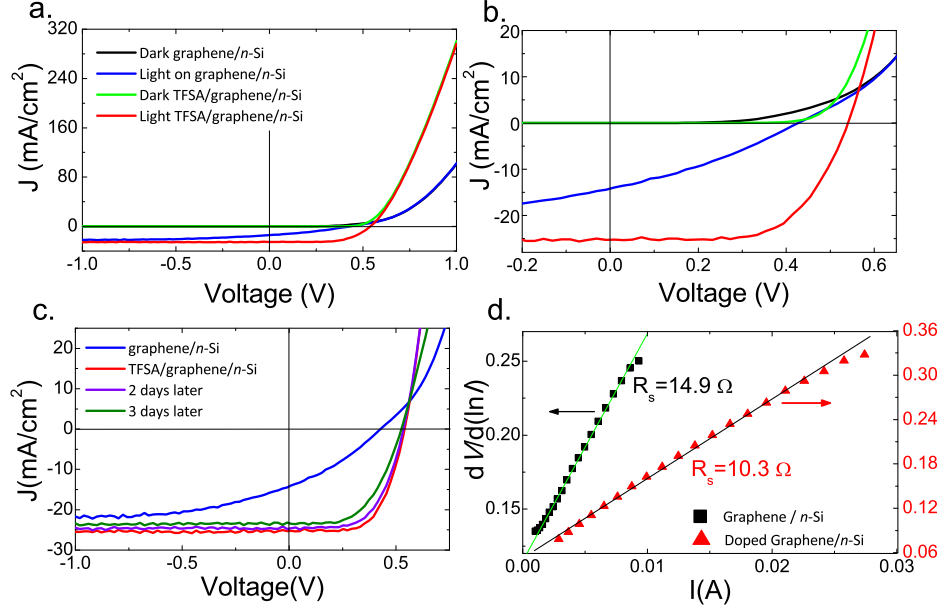 a.
320
240
160
80
0
J (mA/cm²)
Dark graphene/n-Si
Light on graphene/n-Si
Dark TFSA/graphene/n-Si
Light TFSA/graphene/n-Si
-1.0 -0.5 0.0 0.5 1.0
Voltage (V)
b.
20
10
0
-10
-20
J (mA/cm²)
-0.2 0.0 0.2 0.4 0.6
Voltage (V)
c.
20
10
0
-10
-20
-30
J(mA/cm²)
graphene/n-Si
TFSA/graphene/n-Si
2 days later
3 days later
-1.0 -0.5 0.0 0.5
Voltage(V)
d.
0.25
0.20
0.15
dV/d(lnI)
0.36
0.30
0.24
0.18
0.12
0.06
Rs=14.9 Ω
Rs=10.3 Ω
Graphene / n-Si
Doped Graphene/n-Si
0.00 0.01 0.02 0.03
I(A)